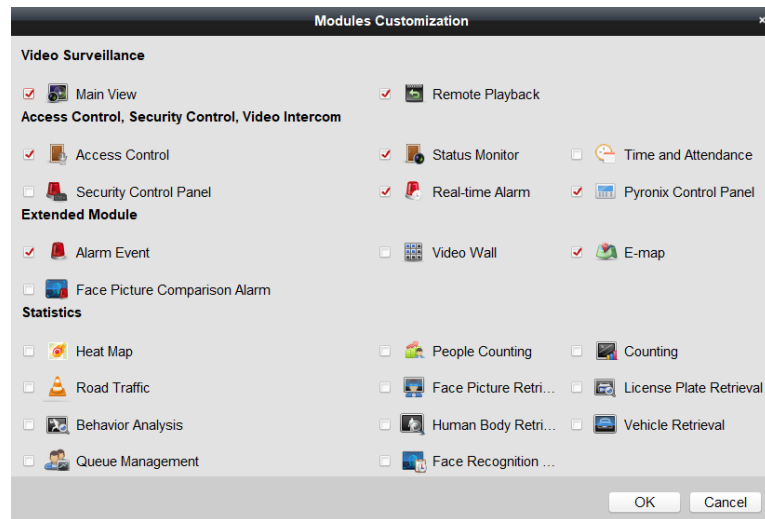 Modules Customization ×
Video Surveillance
Main View Remote Playback
Access Control, Security Control, Video Intercom
Access Control Status Monitor Time and Attendance
Security Control Panel Real-time Alarm Pyronix Control Panel
Extended Module
Alarm Event Video Wall E-map
Face Picture Comparison Alarm
Statistics
Heat Map People Counting Counting
Road Traffic Face Picture Retri... License Plate Retrieval
Behavior Analysis Human Body Retri... Vehicle Retrieval
Queue Management Face Recognition ...
OK Cancel